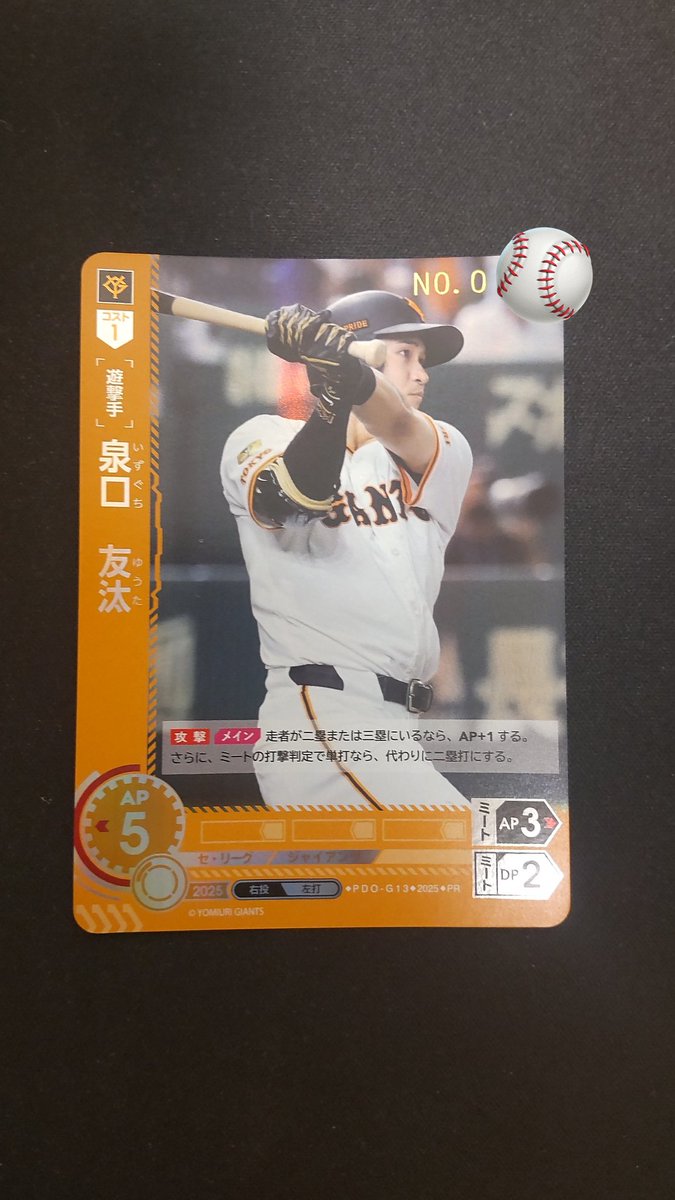 NO. 0
YG
コスト
1
遊撃手
泉口 友汰
いずぐち ゆうた
PRIDE
TOKYO
GIANTS
攻撃 メイン 走者が二塁または三塁にいるなら、AP+1 する。
さらに、ミートの打撃判定で単打なら、代わりに二塁打にする。
AP
5
ミート AP 3
ミート DP 2
セ・リーグ ジャイアンツ
2025 右投 左打 ◆PD0-G13◆2025◆PR
© YOMIURI GIANTS